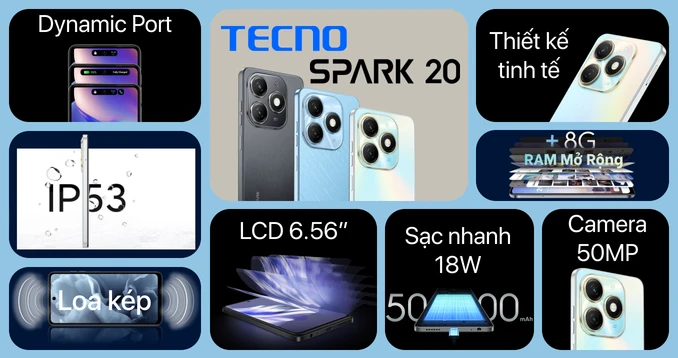 Dynamic Port
TECNO
SPARK 20
Thiết kế
tinh tế
IP53
+ 8G
RAM Mở Rộng
Loa kép
LCD 6.56”
Sạc nhanh
18W
5000
mAh
Camera
50MP